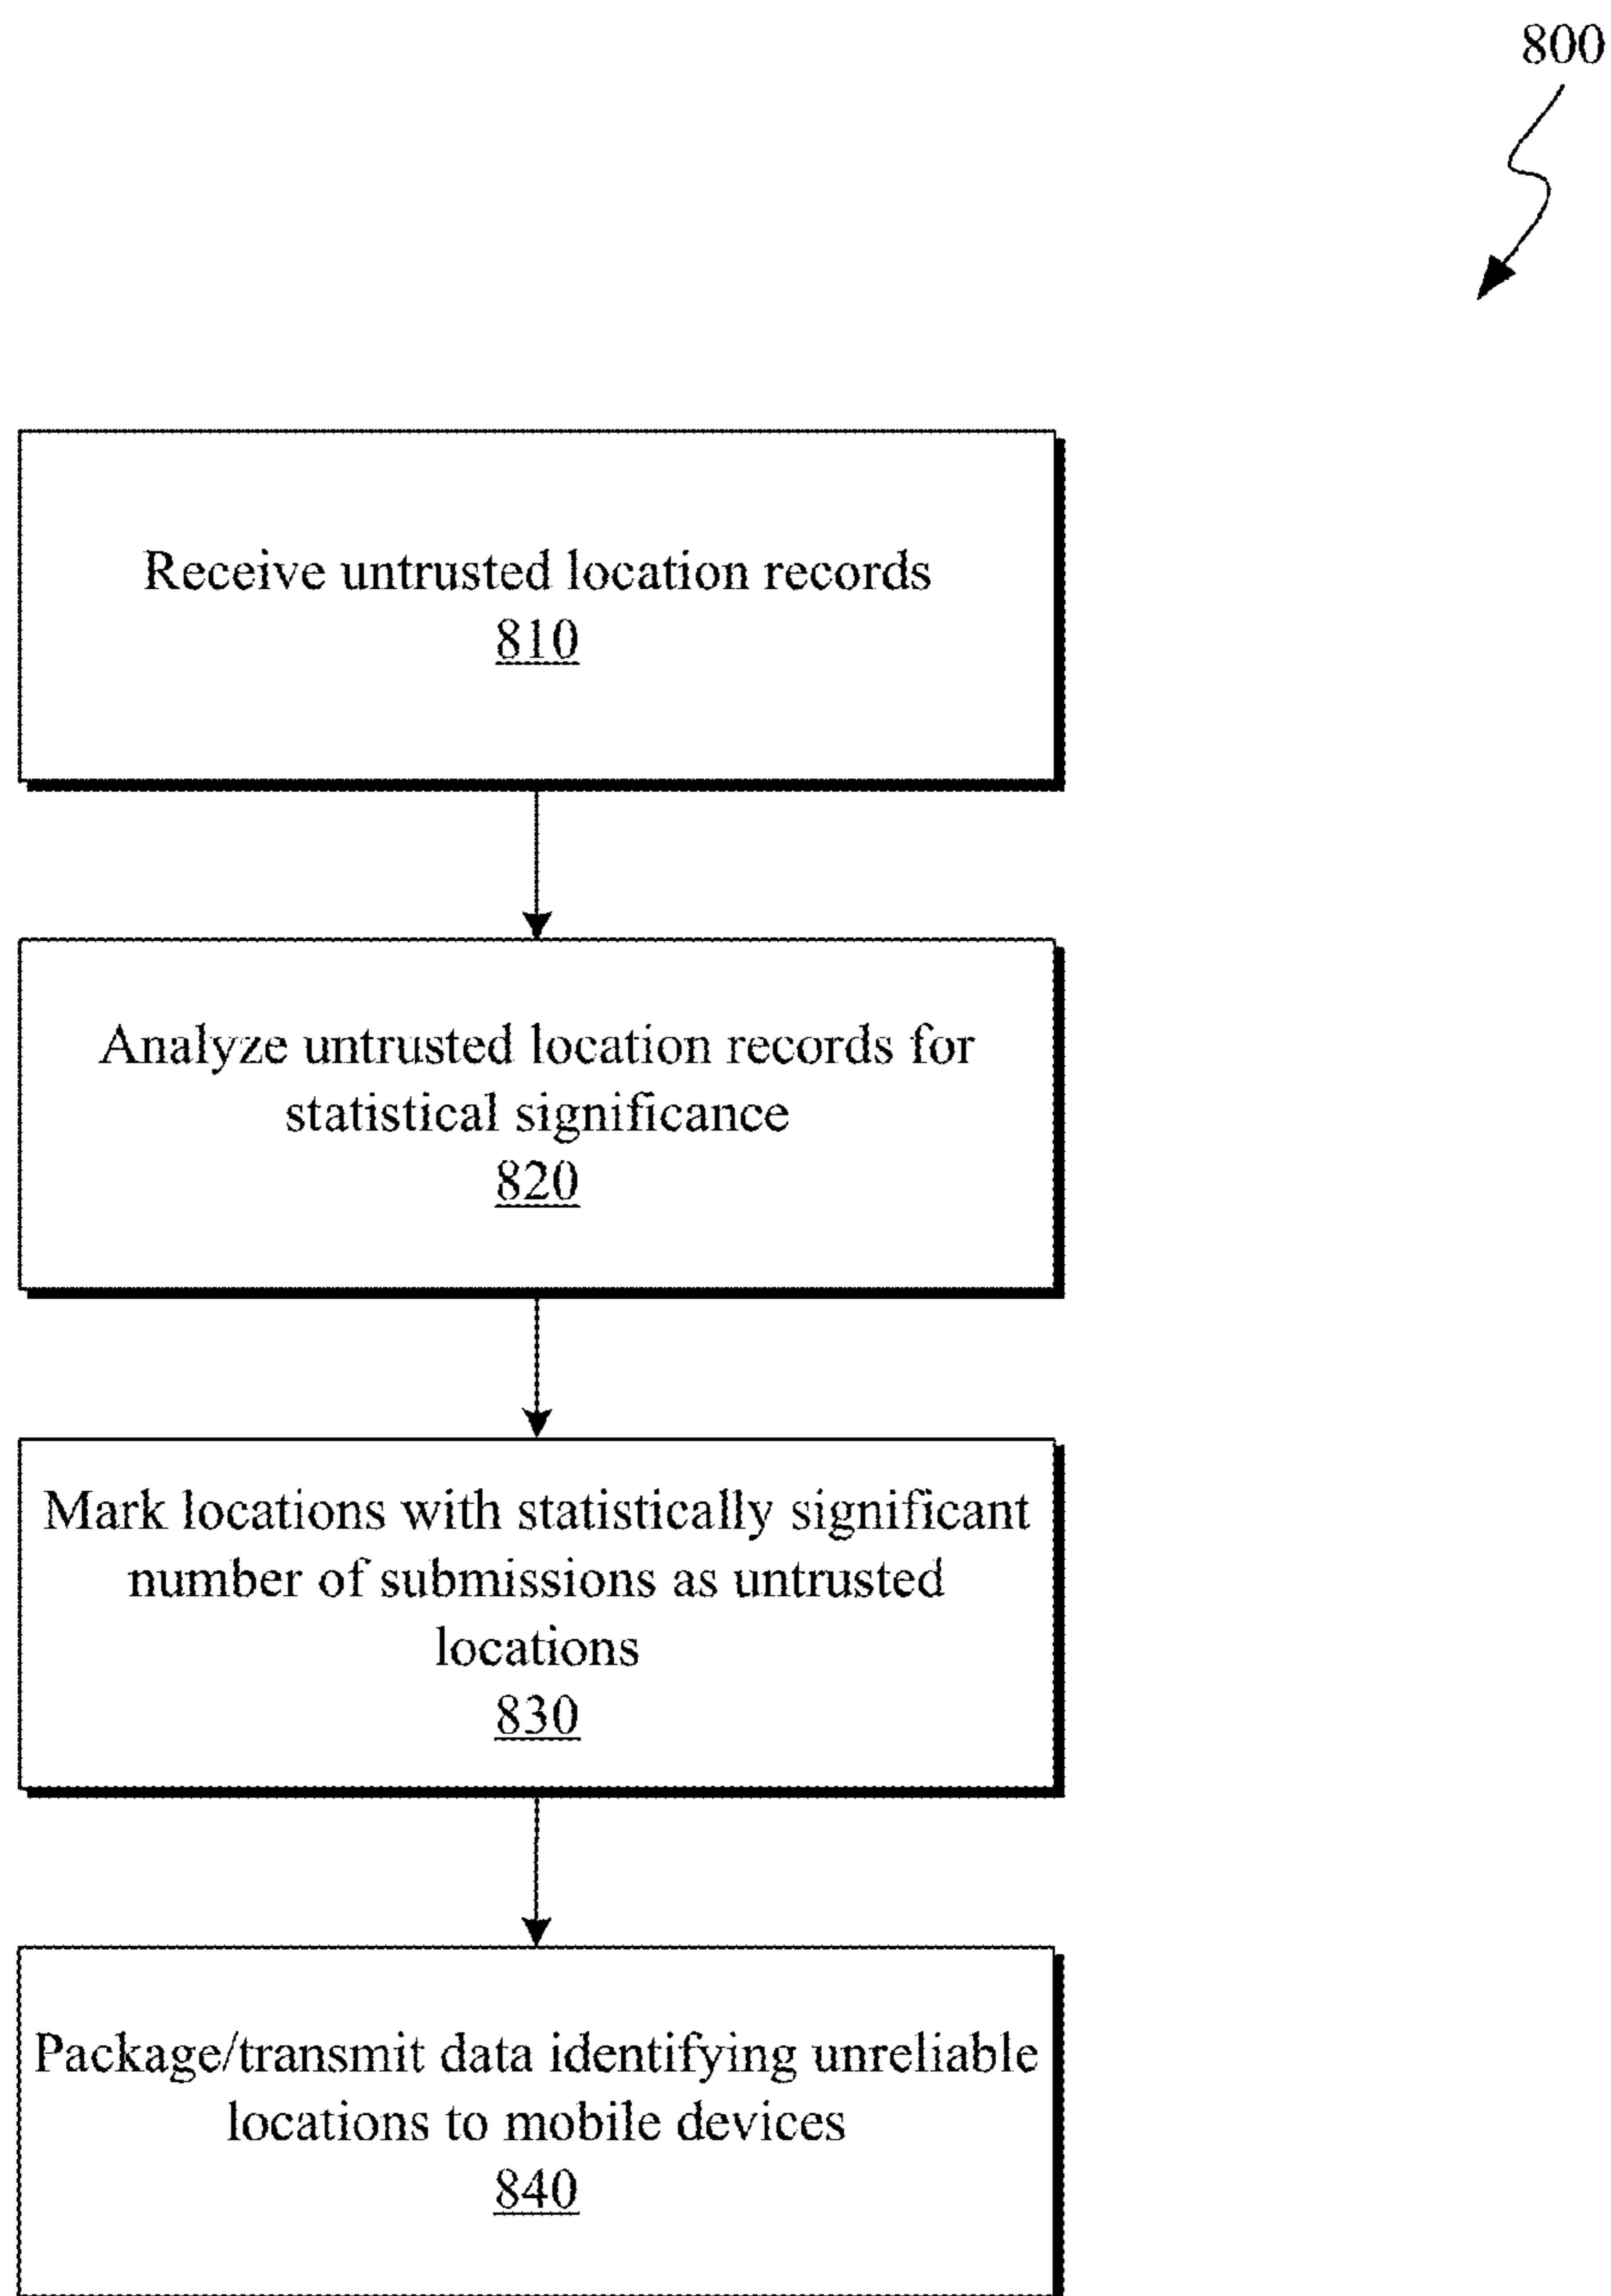 800
Receive untrusted location records
810
Analyze untrusted location records for
statistical significance
820
Mark locations with statistically significant
number of submissions as untrusted
locations
830
Package/transmit data identifying unreliable
locations to mobile devices
840